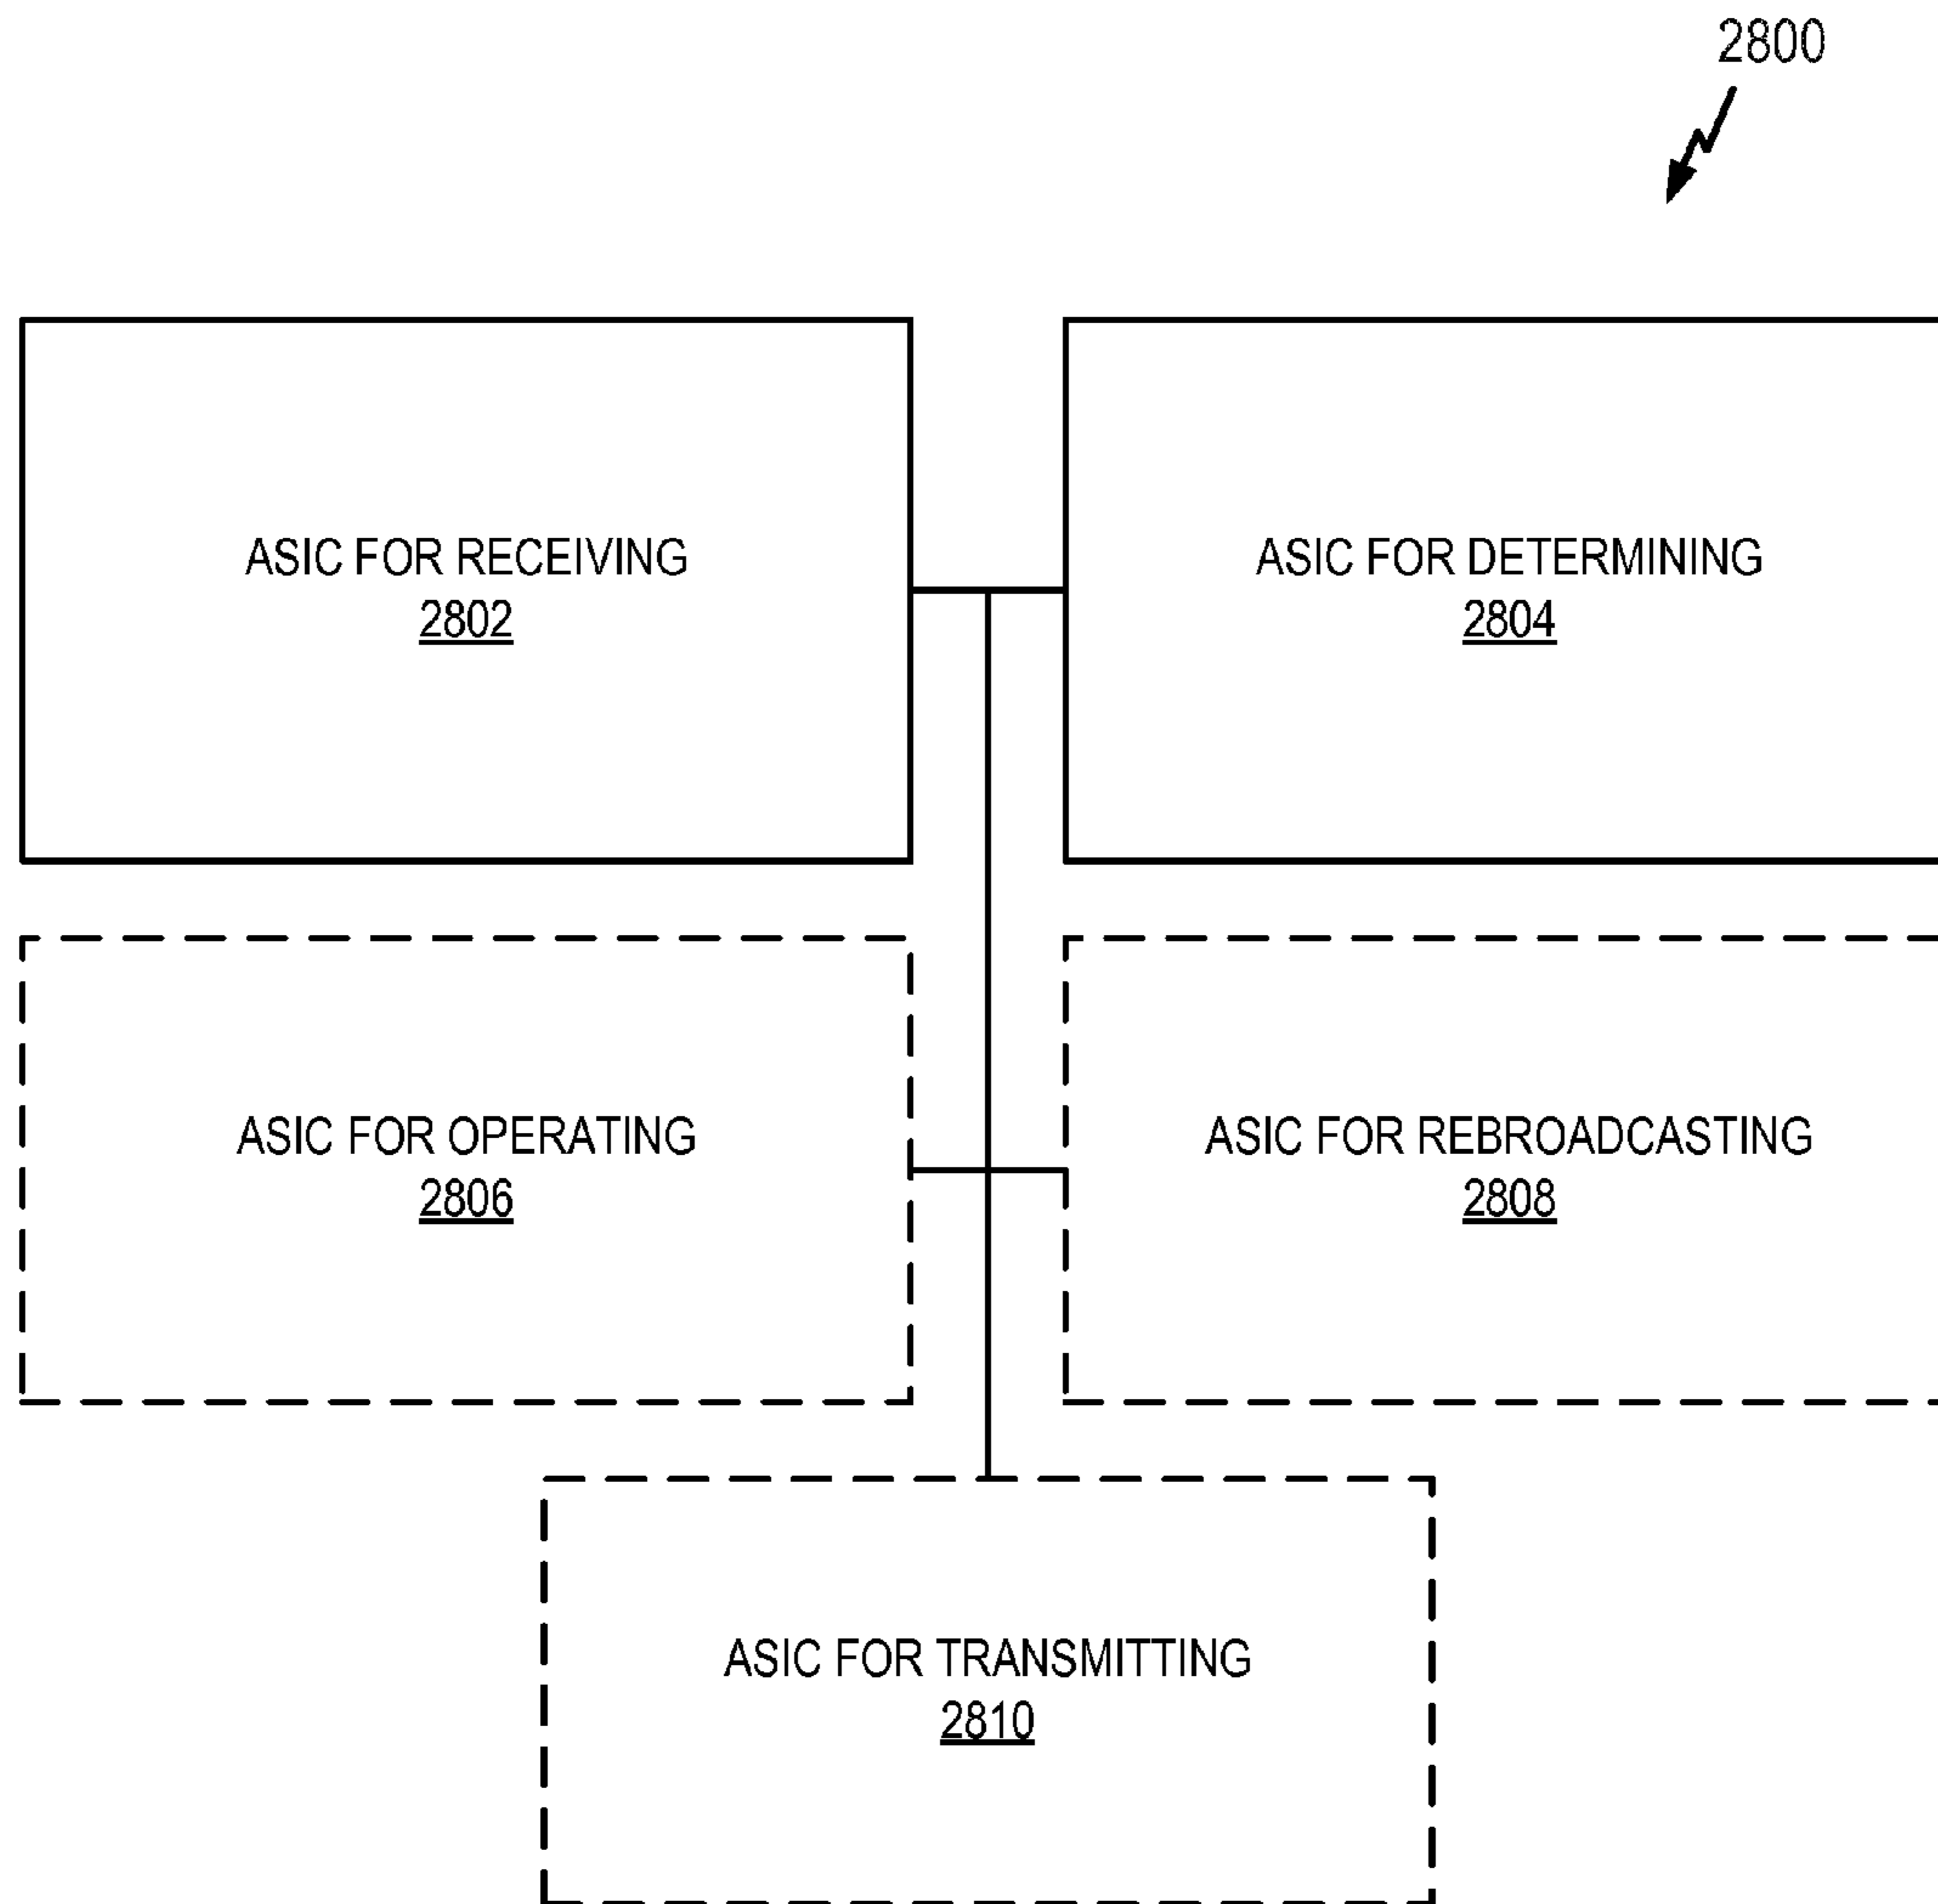 2800
ASIC FOR RECEIVING
2802
ASIC FOR DETERMINING
2804
ASIC FOR OPERATING
2806
ASIC FOR REBROADCASTING
2808
ASIC FOR TRANSMITTING
2810